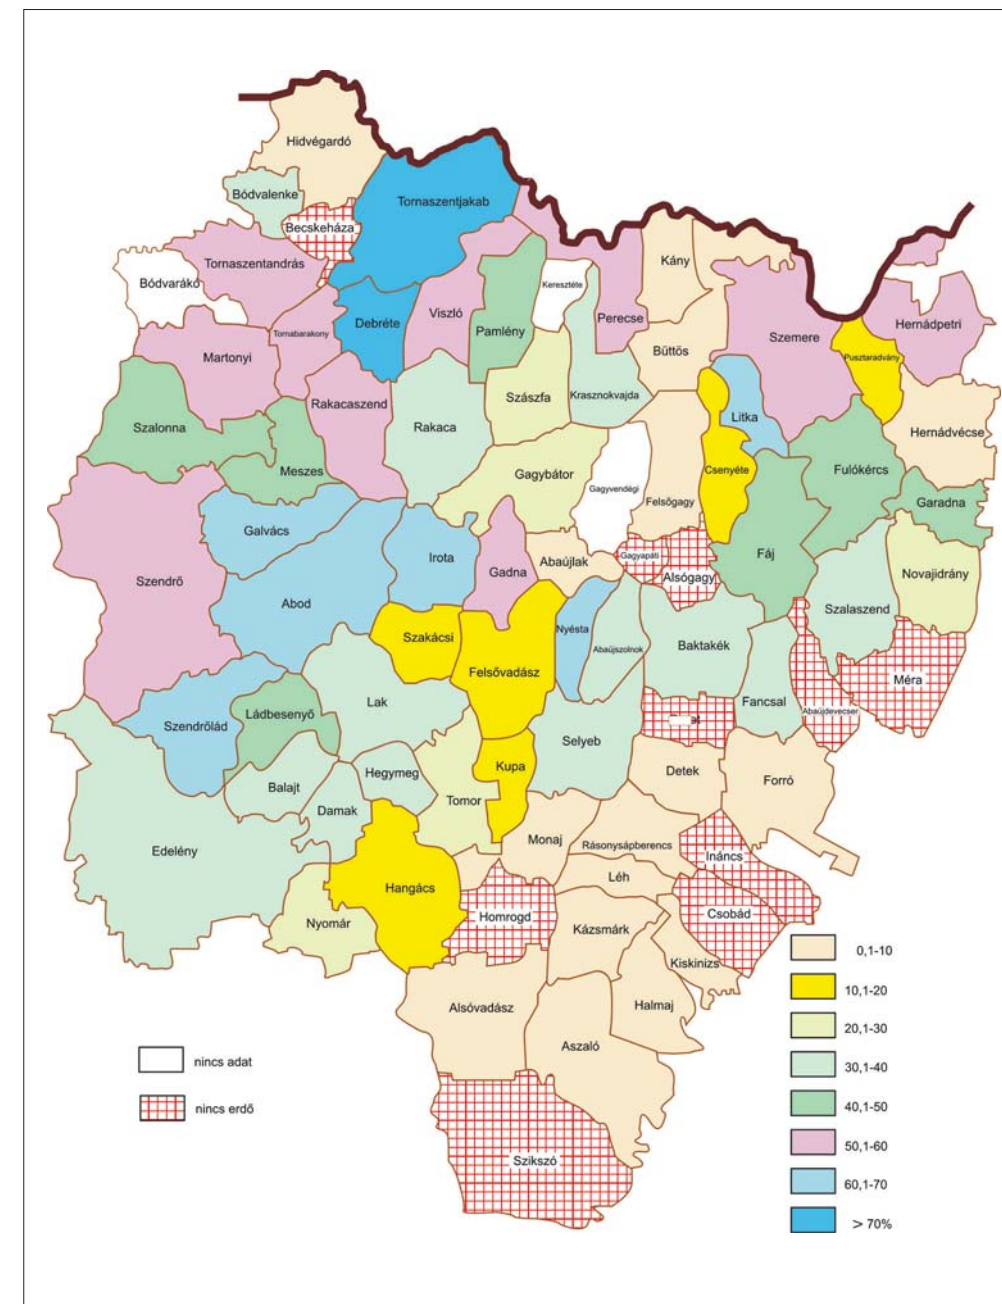 Hidvégardó
Bódvalenke
Tornaszentjakab
Becskeháza
Kány
Tornaszentandrás
Bódvarákó
Keresztéte
Viszló
Perecse
Debréte
Pamlény
Tornabarakony
Szemere
Hernádpetri
Martonyi
Büttös
Pusztaradvány
Szászfa
Krasznokvajda
Rakacaszend
Litka
Szalonna
Rakaca
Hernádvécse
Meszes
Gagybátor
Csenyéte
Fulókércs
Gagyvendégi
Felsőgagy
Garadna
Galvács
Irota
Abaújlak
Gagyapáti
Fáj
Szendrő
Gadna
Alsógagy
Novajidrány
Abod
Szalaszend
Nyésta
Szakácsi
Abaújszolnok
Baktakék
Felsővadász
Méra
Lak
Fancsal
Abaújdevecser
Ládbesenyő
Szendrőlád
Selyeb
Kupa
Hegymeg
Detek
Forró
Balajt
Tomor
Damak
Monaj
Rásonysápberencs
Edelény
Ináncs
Léh
Hangács
Homrogd
Csobád
Nyomár
Kázsmárk
Kiskinizs
Alsóvadász
Halmaj
Aszaló
Szikszó
nincs adat
nincs erdő
0,1-10
10,1-20
20,1-30
30,1-40
40,1-50
50,1-60
60,1-70
> 70%